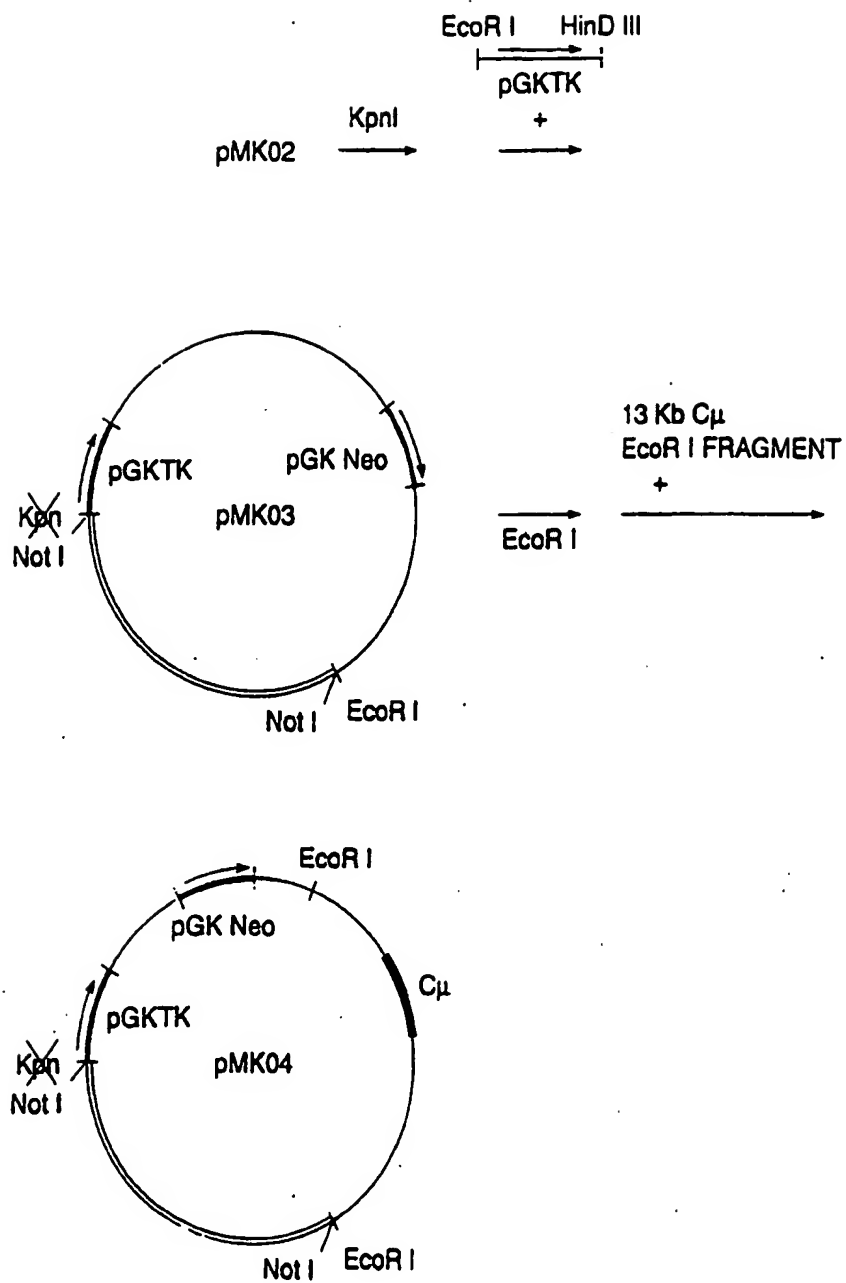 EcoR I HinD III
pGKTK
KpnI +
pMK02
13 Kb Cμ
EcoR I FRAGMENT
+
pGKTK pGK Neo
Kpn pMK03
Not I EcoR I
Not I EcoR I
EcoR I
pGK Neo
Cμ
pGKTK
Kpn pMK04
Not I
Not I EcoR I